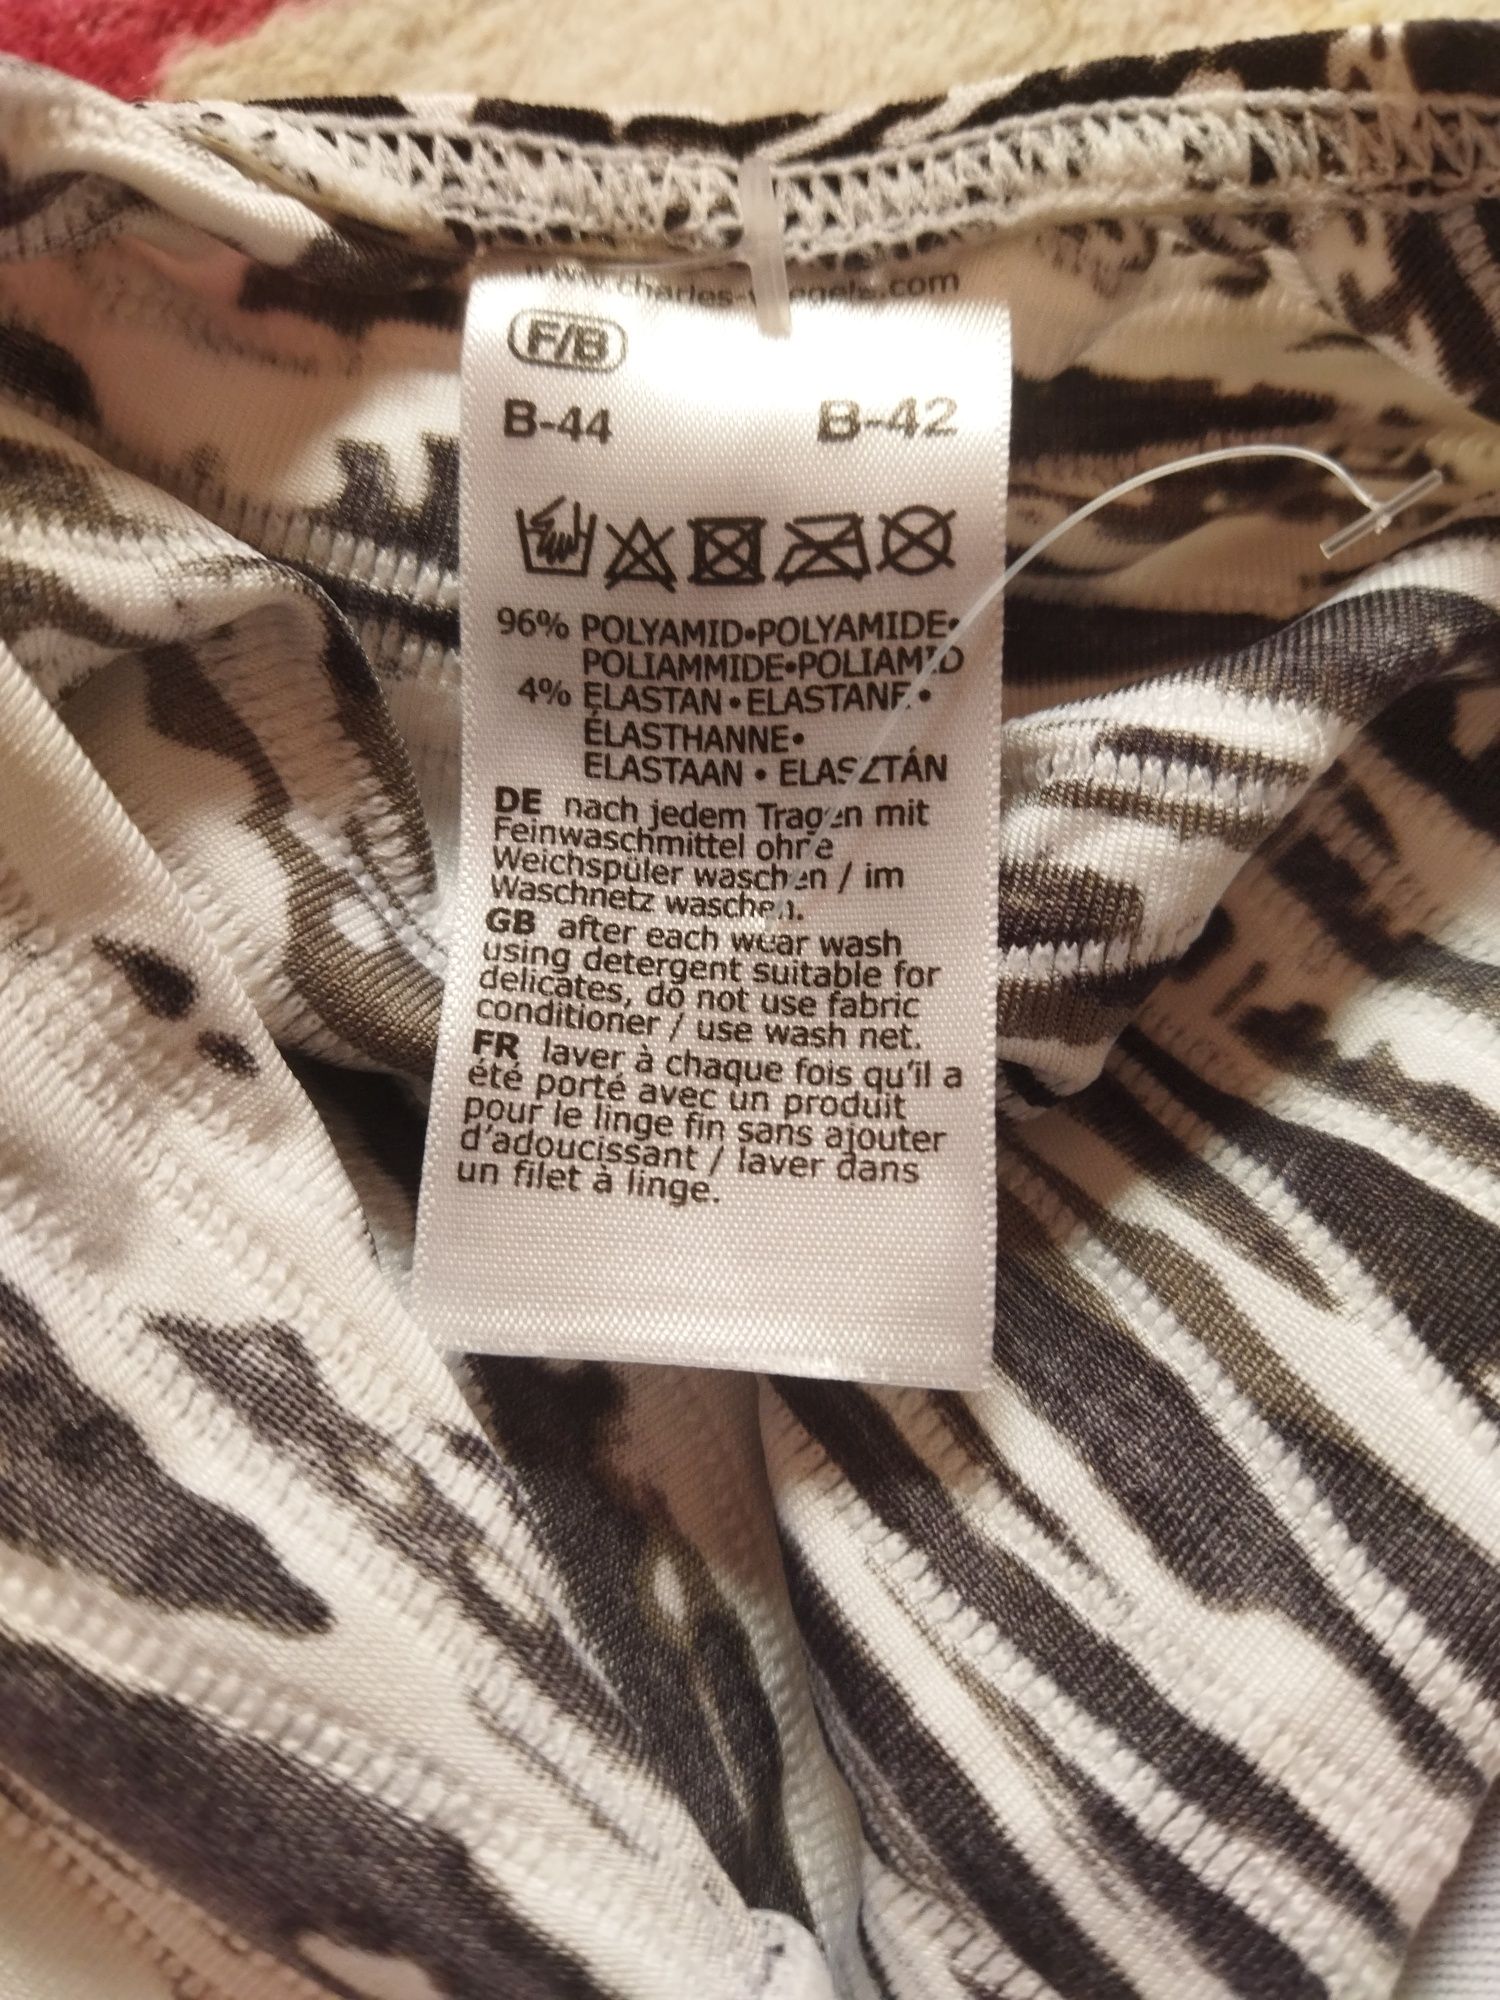 F/B
B-44 B-42
96% POLYAMID•POLYAMIDE•
POLIAMMIDE•POLIAMID
4% ELASTAN • ELASTANE •
ÉLASTHANNE•
ELASTAAN • ELASZTÁN
DE nach jedem Tragen mit
Feinwaschmittel ohne
Weichspüler waschen / im
Waschnetz waschen.
GB after each wear wash
using detergent suitable for
delicates, do not use fabric
conditioner / use wash net.
FR laver à chaque fois qu'il a
été porté avec un produit
pour le linge fin sans ajouter
d'adoucissant / laver dans
un filet à linge.